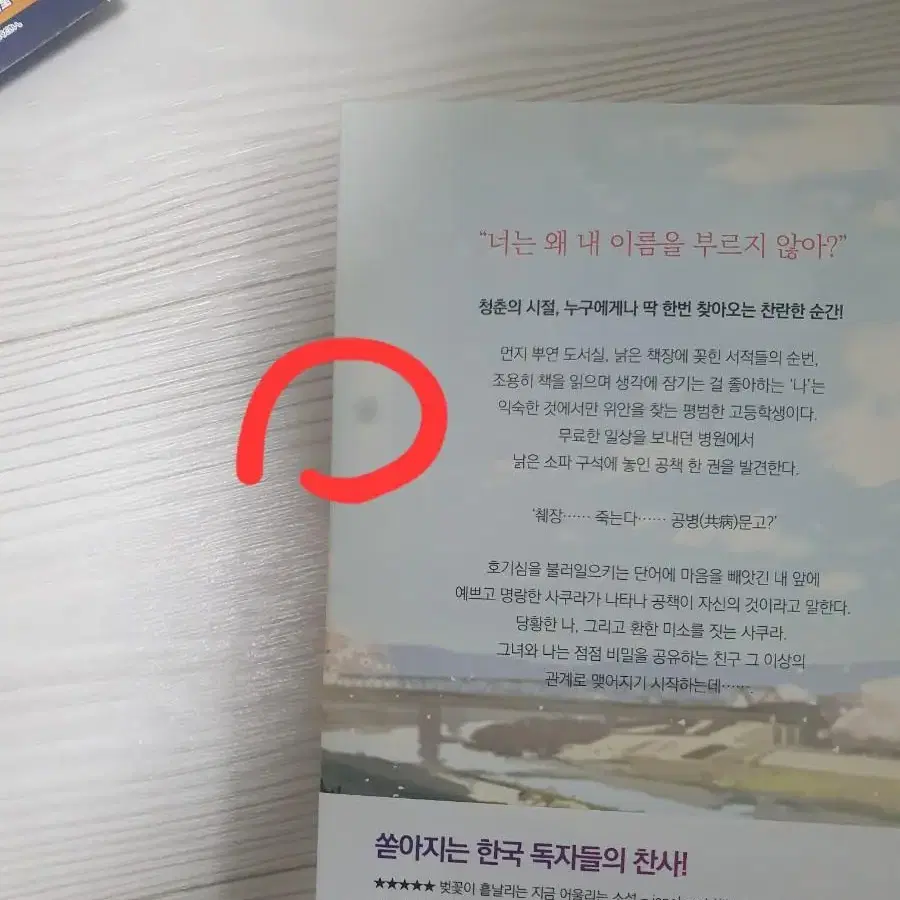 “너는 왜 내 이름을 부르지 않아?”
청춘의 시절, 누구에게나 딱 한번 찾아오는 찬란한 순간!
먼지 뿌연 도서실, 낡은 책장에 꽂힌 서적들의 순번,
조용히 책을 읽으며 생각에 잠기는 걸 좋아하는 ‘나’는
익숙한 것에서만 위안을 찾는 평범한 고등학생이다.
무료한 일상을 보내던 병원에서
낡은 소파 구석에 놓인 공책 한 권을 발견한다.
‘췌장…… 죽는다…… 공병(共病)문고?’
호기심을 불러일으키는 단어에 마음을 빼앗긴 내 앞에
예쁘고 명랑한 사쿠라가 나타나 공책이 자신의 것이라고 말한다.
당황한 나, 그리고 환한 미소를 짓는 사쿠라.
그녀와 나는 점점 비밀을 공유하는 친구 그 이상의
관계로 맺어지기 시작하는데…….
쏟아지는 한국 독자들의 찬사!
★★★★★ 벚꽃이 흩날리는 지금 어울리는 소설